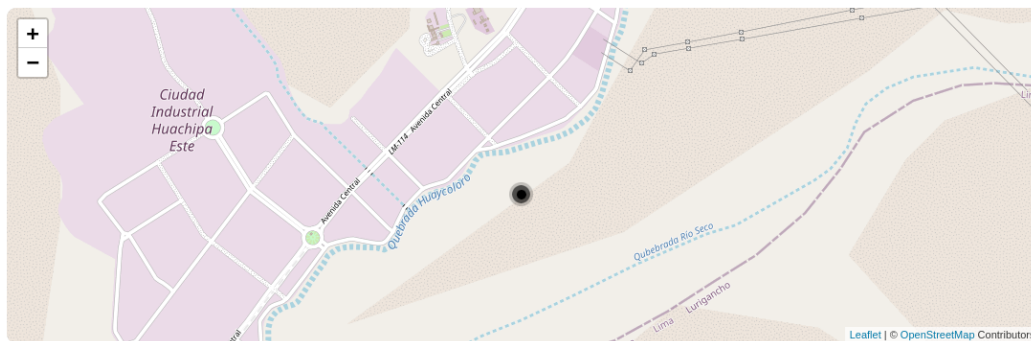 +
−
Ciudad
Industrial
Huachipa
Este
LM-114
Avenida Central
Avenida Central
Quebrada Huaycoloro
Qubebrada Río Seco
Lima
Lurigancho
Leaflet | © OpenStreetMap Contributors